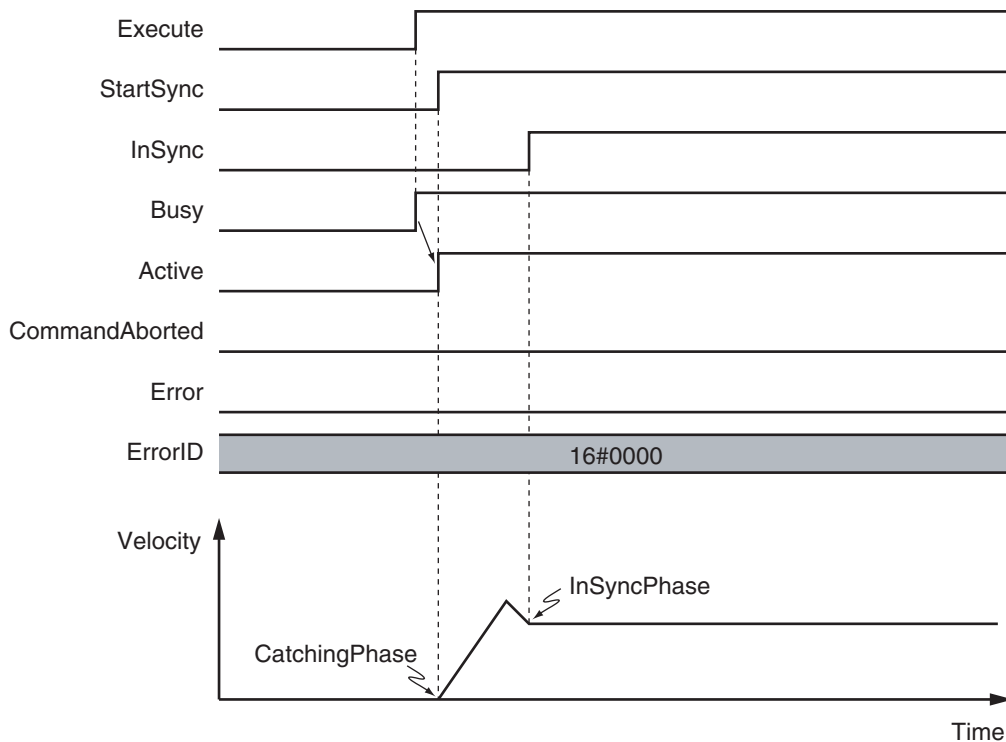 Execute
StartSync
InSync
Busy
Active
CommandAborted
Error
ErrorID
16#0000
Velocity
InSyncPhase
CatchingPhase
Time